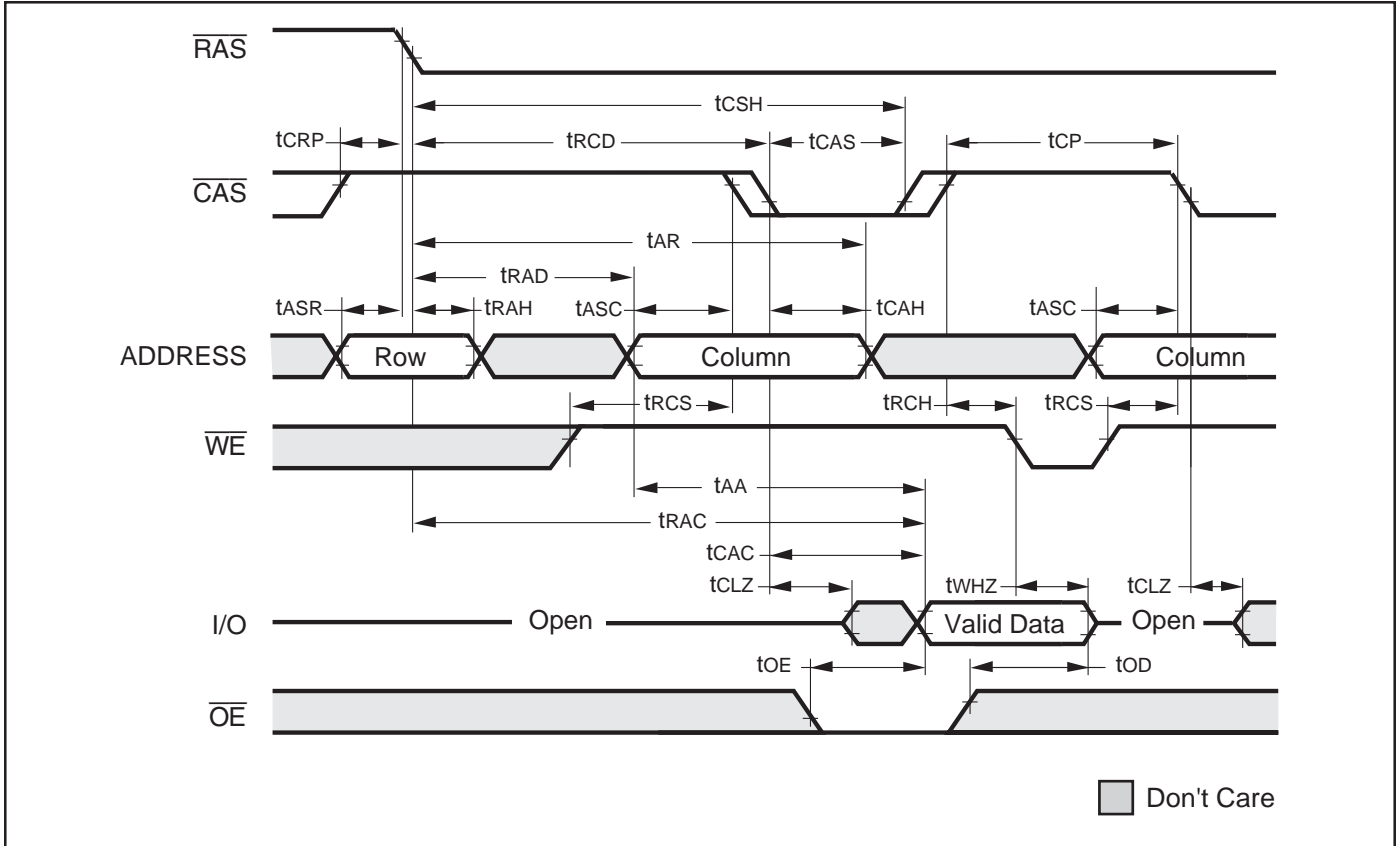 RAS
tCSH
tCRP tRCD tCAS tCP
CAS
tAR
tRAD
tASR tRAH tASC tCAH tASC
ADDRESS Row Column Column
tRCS tRCH tRCS
WE
tAA
tRAC
tCAC
tCLZ tWHZ tCLZ
I/O Open Valid Data Open
tOE tOD
OE
Don't Care